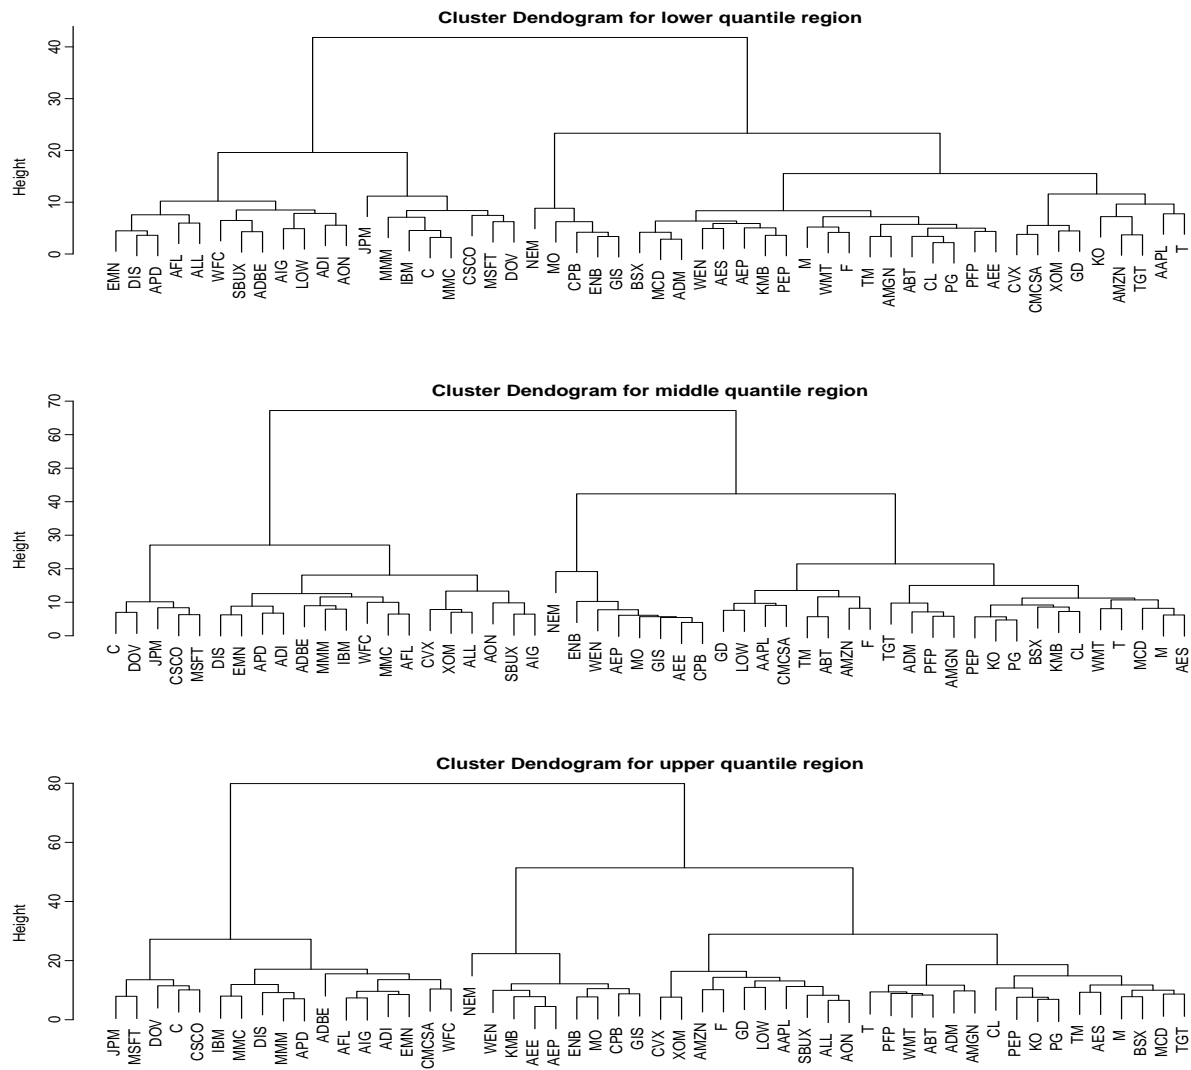 Cluster Dendogram for lower quantile region
Height
0 10 20 30 40
EMN DIS APD AFL ALL WFC SBUX ADBE AIG LOW ADI AON JPM MMM IBM C MMC CSCO MSFT DOV NEM MO CPB ENB GIS BSX MCD ADM WEN AES AEP KMB PEP M WMT F TM AMGN ABT CL PG PFP AEE CVX CMCSA XOM GD KO AMZN TGT AAPL T
Cluster Dendogram for middle quantile region
Height
0 10 20 30 40 50 60 70
C DOV JPM CSCO MSFT DIS EMN APD ADI ADBE MMM IBM WFC MMC AFL CVX XOM ALL AON SBUX AIG NEM ENB WEN AEP MO GIS AEE CPB GD LOW AAPL CMCSA TM ABT AMZN F TGT ADM PFP AMGN PEP KO PG BSX KMB CL WMT T MCD M AES
Cluster Dendogram for upper quantile region
Height
0 20 40 60 80
JPM MSFT DOV C CSCO IBM MMC DIS MMM APD ADBE AFL AIG ADI EMN CMCSA WFC NEM WEN KMB AEE AEP ENB MO CPB GIS CVX XOM AMZN F GD LOW AAPL SBUX ALL AON T PFP WMT ABT ADM AMGN CL PEP KO PG TM AES M BSX MCD TGT